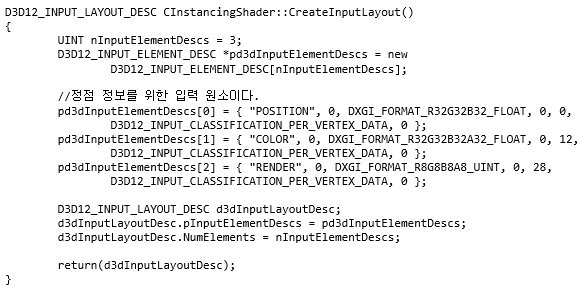 D3D12_INPUT_LAYOUT_DESC CInstancingShader::CreateInputLayout()
{
UINT nInputElementDescs = 3;
D3D12_INPUT_ELEMENT_DESC *pd3dInputElementDescs = new
D3D12_INPUT_ELEMENT_DESC[nInputElementDescs];
//정점 정보를 위한 입력 원소이다.
pd3dInputElementDescs[0] = { "POSITION", 0, DXGI_FORMAT_R32G32B32_FLOAT, 0, 0,
D3D12_INPUT_CLASSIFICATION_PER_VERTEX_DATA, 0 };
pd3dInputElementDescs[1] = { "COLOR", 0, DXGI_FORMAT_R32G32B32A32_FLOAT, 0, 12,
D3D12_INPUT_CLASSIFICATION_PER_VERTEX_DATA, 0 };
pd3dInputElementDescs[2] = { "RENDER", 0, DXGI_FORMAT_R8G8B8A8_UINT, 0, 28,
D3D12_INPUT_CLASSIFICATION_PER_VERTEX_DATA, 0 };
D3D12_INPUT_LAYOUT_DESC d3dInputLayoutDesc;
d3dInputLayoutDesc.pInputElementDescs = pd3dInputElementDescs;
d3dInputLayoutDesc.NumElements = nInputElementDescs;
return(d3dInputLayoutDesc);
}